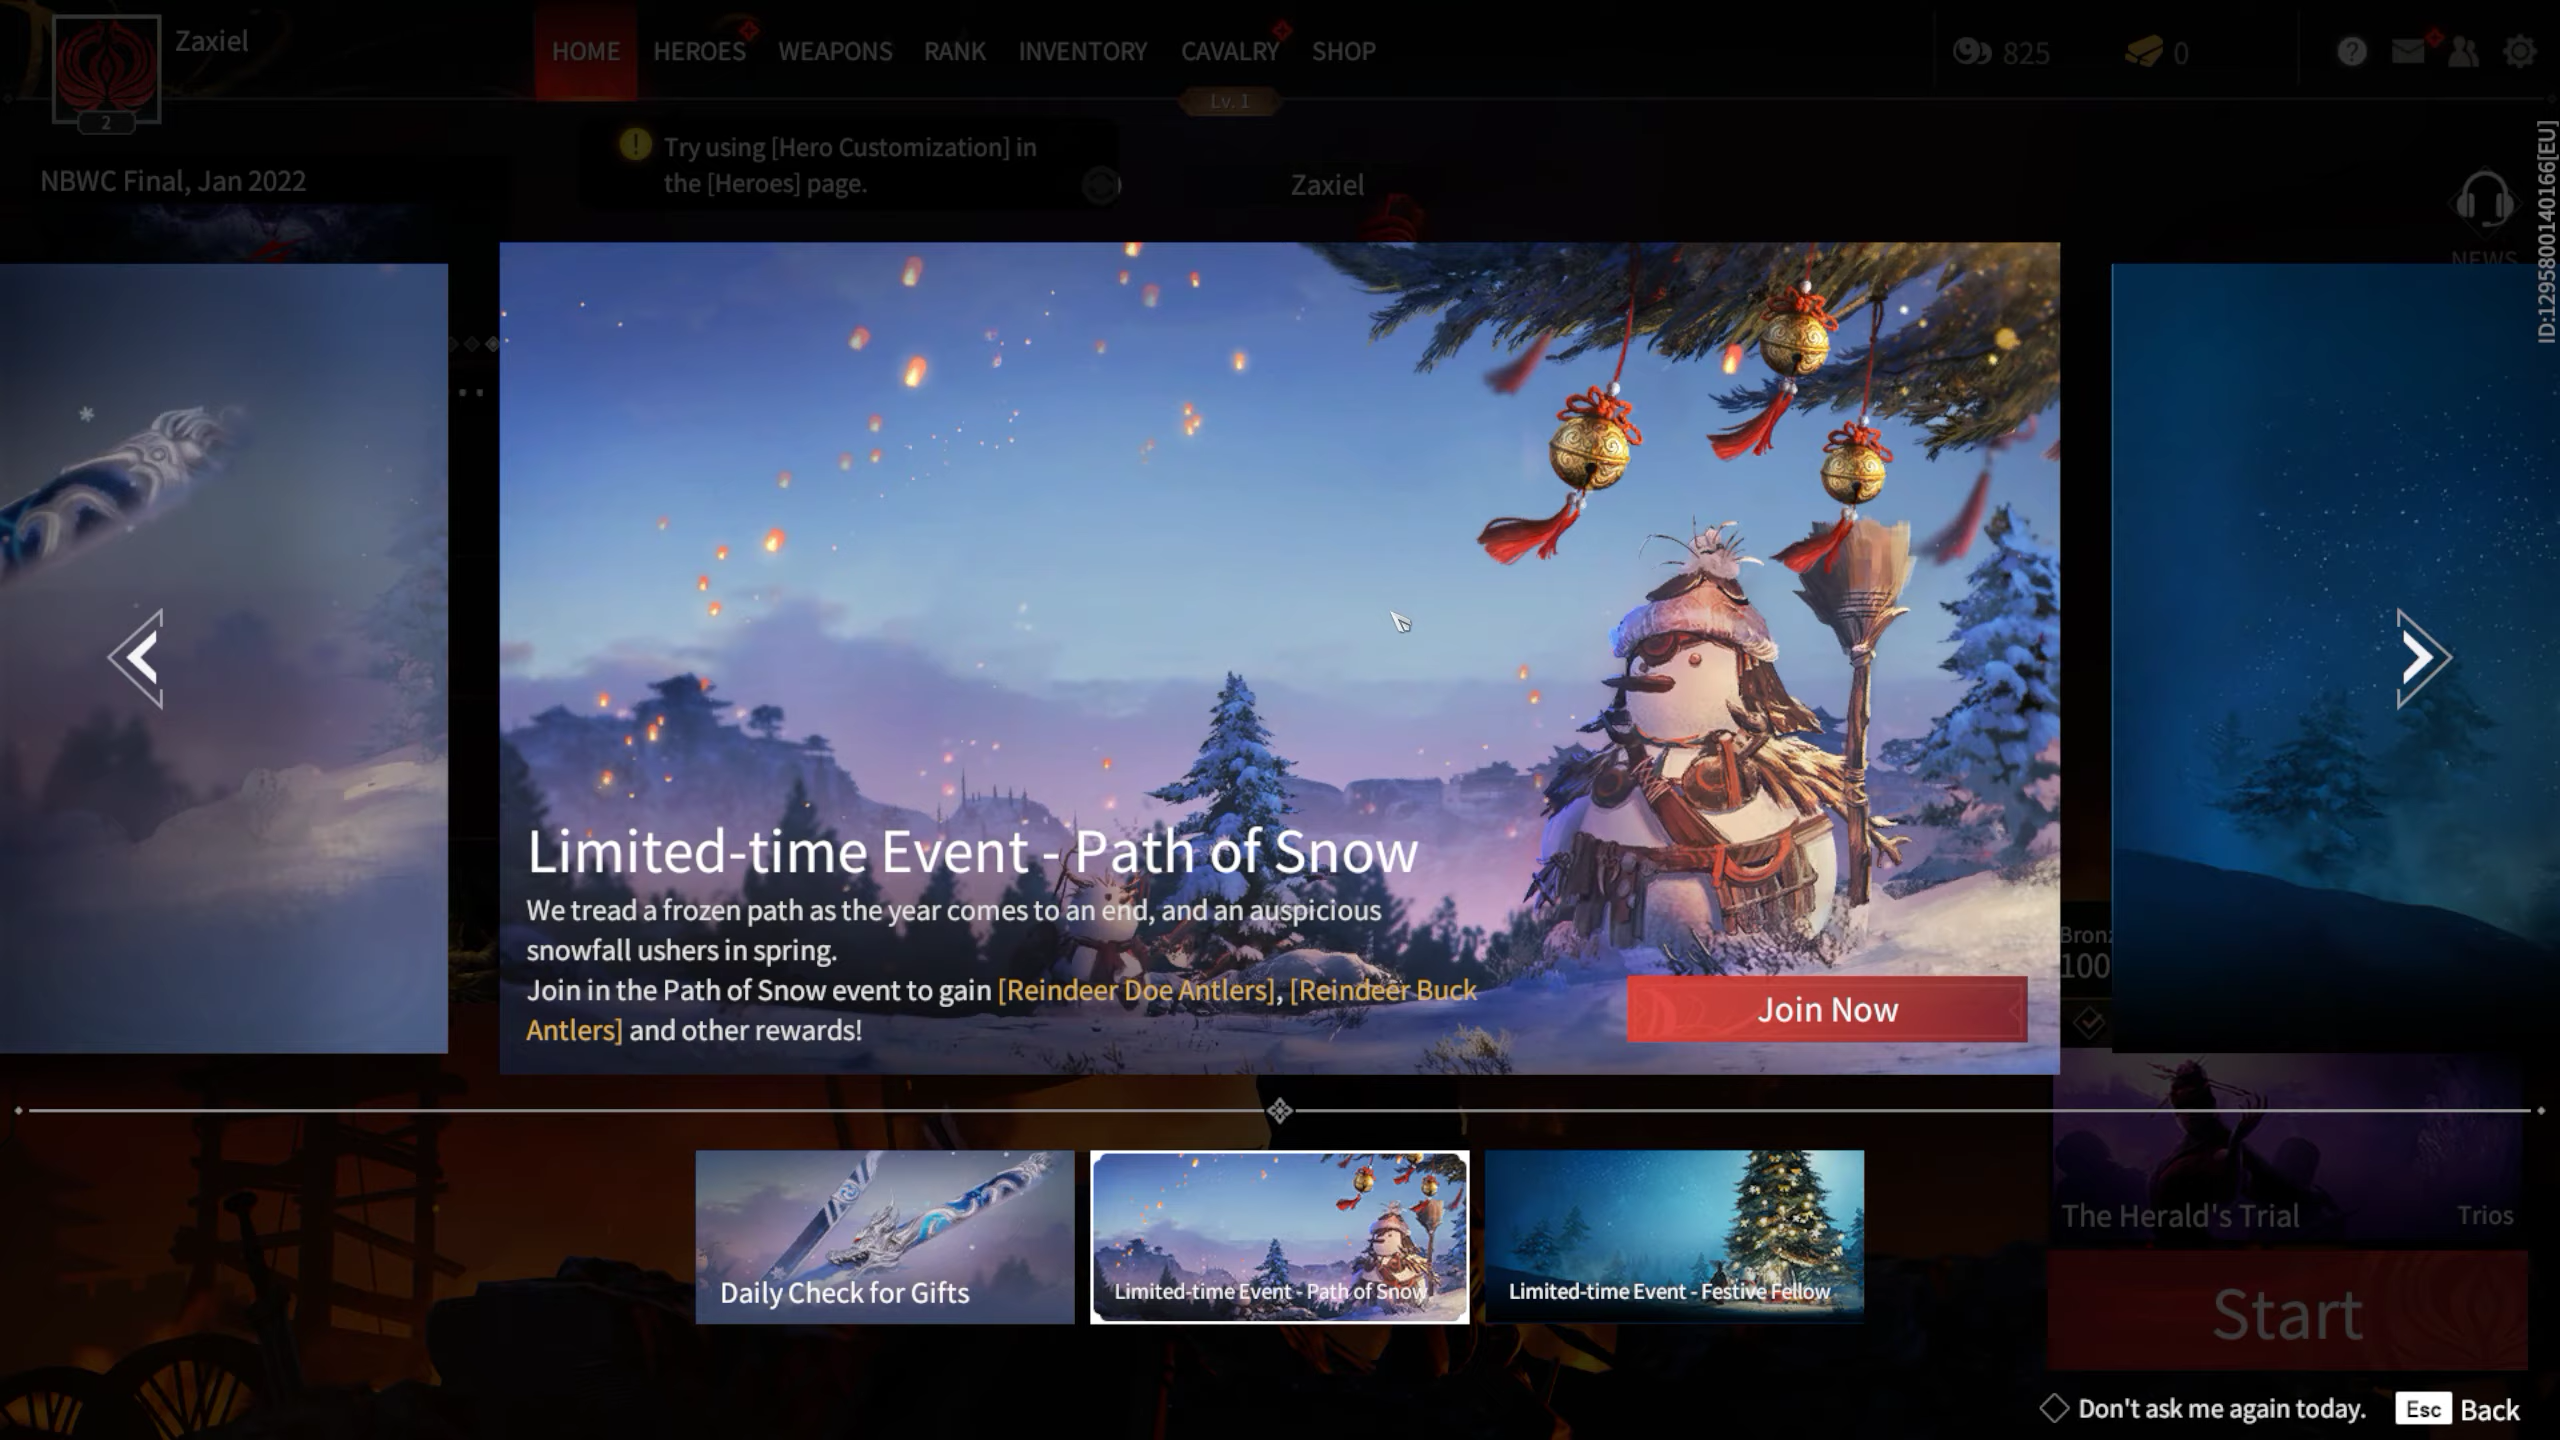 Zaxiel
2
HOME
HEROES
WEAPONS
RANK
INVENTORY
CAVALRY
SHOP
825
0
?
Lv. 1
! Try using [Hero Customization] in
the [Heroes] page.
NBWC Final, Jan 2022
Zaxiel
NEWS
ID:1295800140166[EU]
Limited-time Event - Path of Snow
We tread a frozen path as the year comes to an end, and an auspicious
snowfall ushers in spring.
Join in the Path of Snow event to gain [Reindeer Doe Antlers], [Reindeer Buck
Antlers] and other rewards!
Join Now
100
Daily Check for Gifts
Limited-time Event - Path of Snow
Limited-time Event - Festive Fellow
The Herald's Trial
Trios
Start
Don't ask me again today.
Esc Back